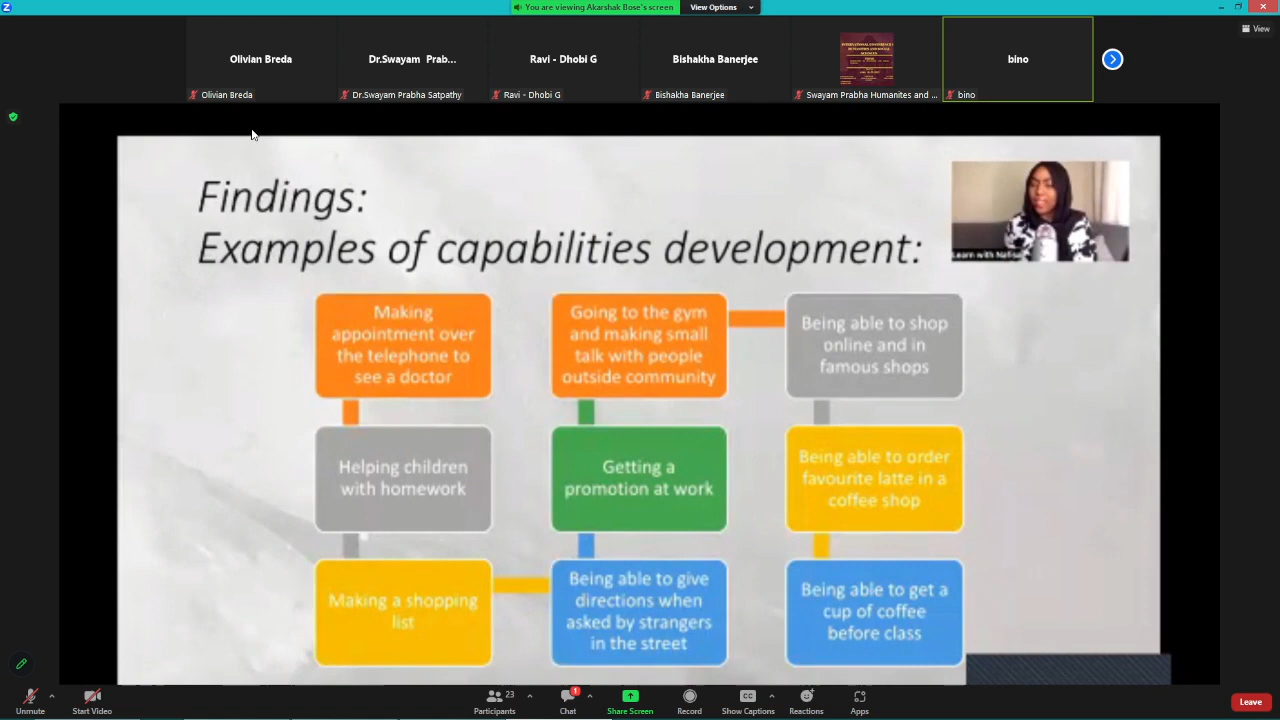 You are viewing Akarshak Bose's screen
View Options
View
Olivian Breda
Dr.Swayam Prab...
Ravi - Dhobi G
Bishakha Banerjee
bino
Olivian Breda
Dr.Swayam Prabha Satpathy
Ravi - Dhobi G
Bishakha Banerjee
Swayam Prabha Humanites and ...
bino
Findings:
Examples of capabilities development:
Learn with
Making
appointment over
the telephone to
see a doctor
Helping children
with homework
Making a shopping
list
Being able to give
directions when
asked by strangers
in the street
Getting a
promotion at work
Going to the gym
and making small
talk with people
outside community
Being able to shop
online and in
famous shops
Being able to order
favourite latte in a
coffee shop
Being able to get a
cup of coffee
before class
Unmute
Start Video
23
Participants
1
Chat
Share Screen
Record
CC
Show Captions
Reactions
Apps
Leave